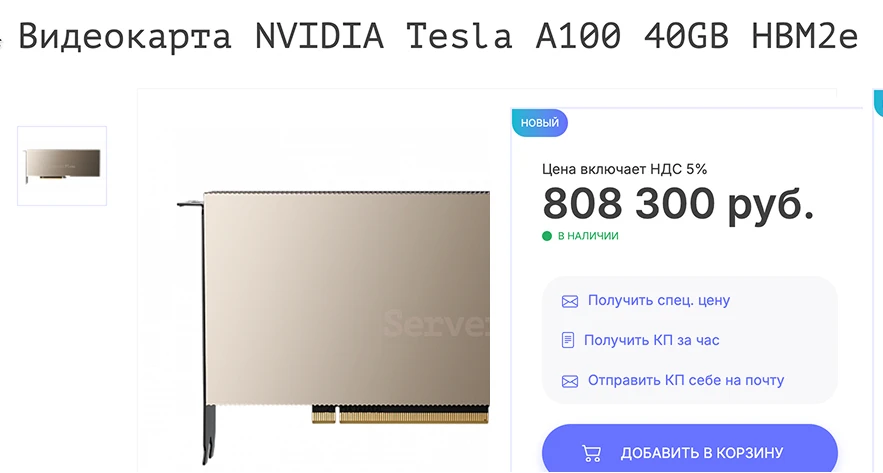 Видеокарта NVIDIA Tesla A100 40GB HBM2e
НОВЫЙ
Цена включает НДС 5%
808 300 руб.
В НАЛИЧИИ
Получить спец. цену
Получить КП за час
Отправить КП себе на почту
ДОБАВИТЬ В КОРЗИНУ